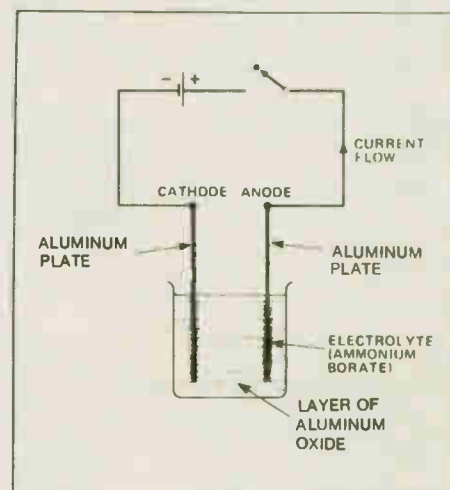 - +
CURRENT
FLOW
CATHODE ANODE
ALUMINUM
PLATE
ALUMINUM
PLATE
ELECTROLYTE
(AMMONIUM
BORATE)
LAYER OF
ALUMINUM
OXIDE